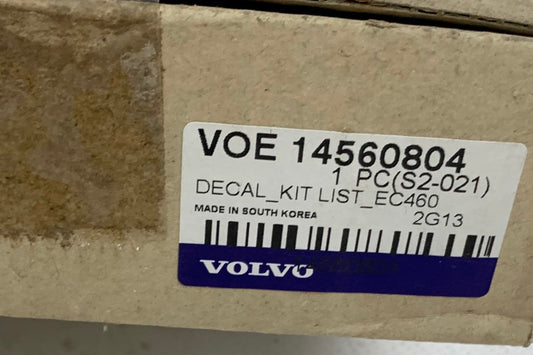 VOE 14560804
1 PC(S2-021)
DECAL_KIT LIST_EC460
MADE IN SOUTH KOREA 2G13
VOLVO